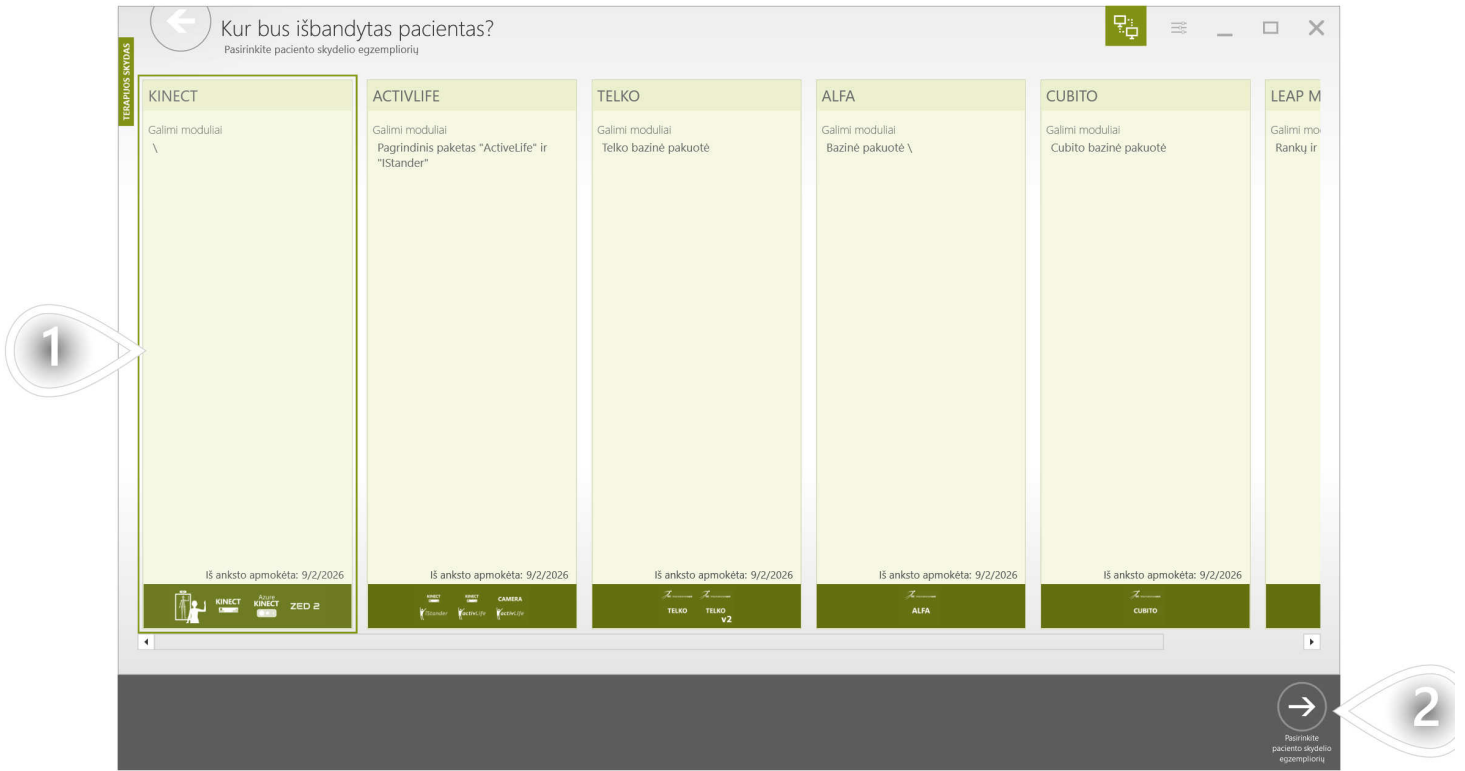 Kur bus išbandytas pacientas?
Pasirinkite paciento skydelio egzempliorių
TERAPIJOS SKYDAS
KINECT
Galimi moduliai
\
Iš anksto apmokėta: 9/2/2026
KINECT
Azure
KINECT
ZED 2
ACTIVLIFE
Galimi moduliai
Pagrindinis paketas "ActiveLife" ir
"IStander"
Iš anksto apmokėta: 9/2/2026
KINECT
KINECT
CAMERA
IStander
activLife
activLife
TELKO
Galimi moduliai
Telko bazinė pakuotė
Iš anksto apmokėta: 9/2/2026
TELKO
TELKO
v2
ALFA
Galimi moduliai
Bazinė pakuotė \
Iš anksto apmokėta: 9/2/2026
ALFA
CUBITO
Galimi moduliai
Cubito bazinė pakuotė
Iš anksto apmokėta: 9/2/2026
CUBITO
LEAP M
Galimi mo
Rankų ir
1
2
Pasirinkite
paciento skydelio
egzempliorių